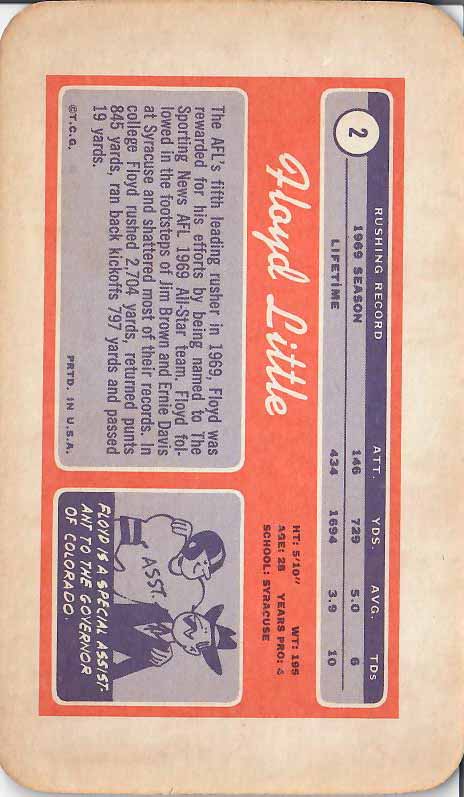 2
RUSHING RECORD ATT. YDS. AVG. TDs
1969 SEASON 146 729 5.0 6
LIFETIME 434 1694 3.9 10
Floyd Little
HT: 5'10" WT: 195
AGE: 28 YEARS PRO: 4
SCHOOL: SYRACUSE
The AFL's fifth leading rusher in 1969, Floyd was
rewarded for his efforts by being named to The
Sporting News AFL 1969 All-Star team. Floyd fol-
lowed in the footsteps of Jim Brown and Ernie Davis
at Syracuse and shattered most of their records. In
college Floyd rushed 2,704 yards, returned punts
845 yards, ran back kickoffs 797 yards and passed
19 yards.
©T.C.G. PRTD. IN U.S.A.
ASST.
FLOYD IS A SPECIAL ASSIST-
ANT TO THE GOVERNOR
OF COLORADO.